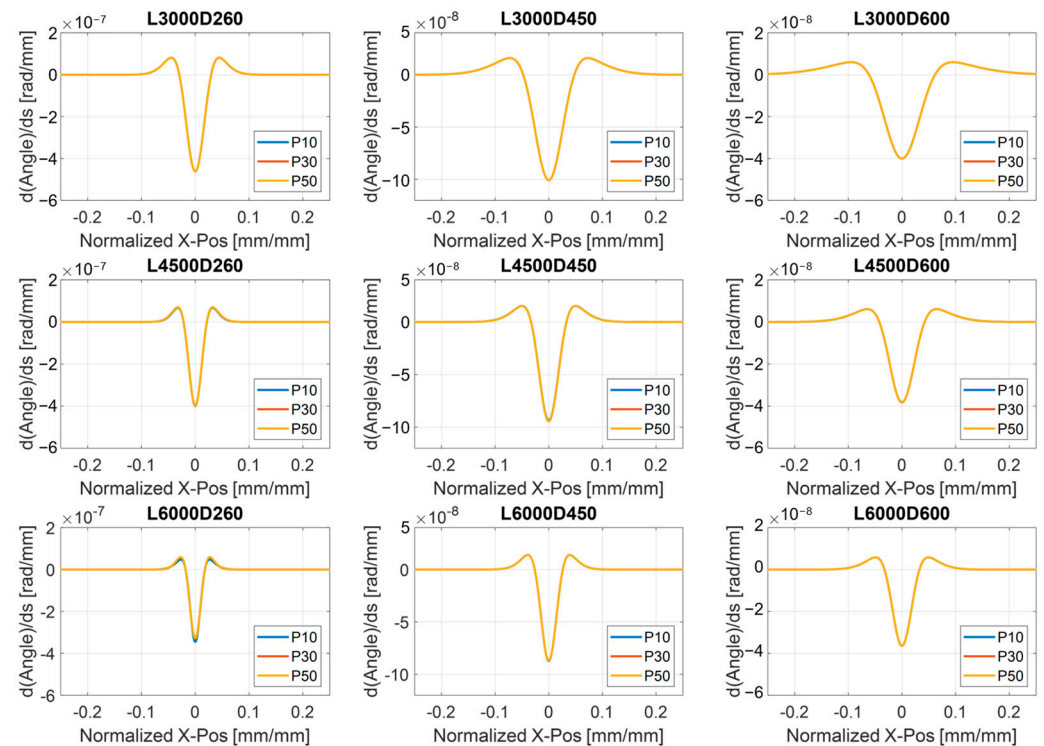 L3000D260
L3000D450
L3000D600
×10⁻⁷
×10⁻⁸
×10⁻⁸
d(Angle)/ds [rad/mm]
2
0
−2
−4
−6
d(Angle)/ds [rad/mm]
5
0
−5
−10
d(Angle)/ds [rad/mm]
2
0
−2
−4
−6
P10
P30
P50
P10
P30
P50
P10
P30
P50
-0.2 -0.1 0 0.1 0.2
-0.2 -0.1 0 0.1 0.2
-0.2 -0.1 0 0.1 0.2
Normalized X-Pos [mm/mm]
Normalized X-Pos [mm/mm]
Normalized X-Pos [mm/mm]
L4500D260
L4500D450
L4500D600
×10⁻⁷
×10⁻⁸
×10⁻⁸
d(Angle)/ds [rad/mm]
2
0
−2
−4
−6
d(Angle)/ds [rad/mm]
5
0
−5
−10
d(Angle)/ds [rad/mm]
2
0
−2
−4
−6
P10
P30
P50
P10
P30
P50
P10
P30
P50
-0.2 -0.1 0 0.1 0.2
-0.2 -0.1 0 0.1 0.2
-0.2 -0.1 0 0.1 0.2
Normalized X-Pos [mm/mm]
Normalized X-Pos [mm/mm]
Normalized X-Pos [mm/mm]
L6000D260
L6000D450
L6000D600
×10⁻⁷
×10⁻⁸
×10⁻⁸
d(Angle)/ds [rad/mm]
2
0
−2
−4
-6
d(Angle)/ds [rad/mm]
5
0
−5
−10
d(Angle)/ds [rad/mm]
2
0
−2
−4
−6
P10
P30
P50
P10
P30
P50
P10
P30
P50
-0.2 -0.1 0 0.1 0.2
-0.2 -0.1 0 0.1 0.2
-0.2 -0.1 0 0.1 0.2
Normalized X-Pos [mm/mm]
Normalized X-Pos [mm/mm]
Normalized X-Pos [mm/mm]